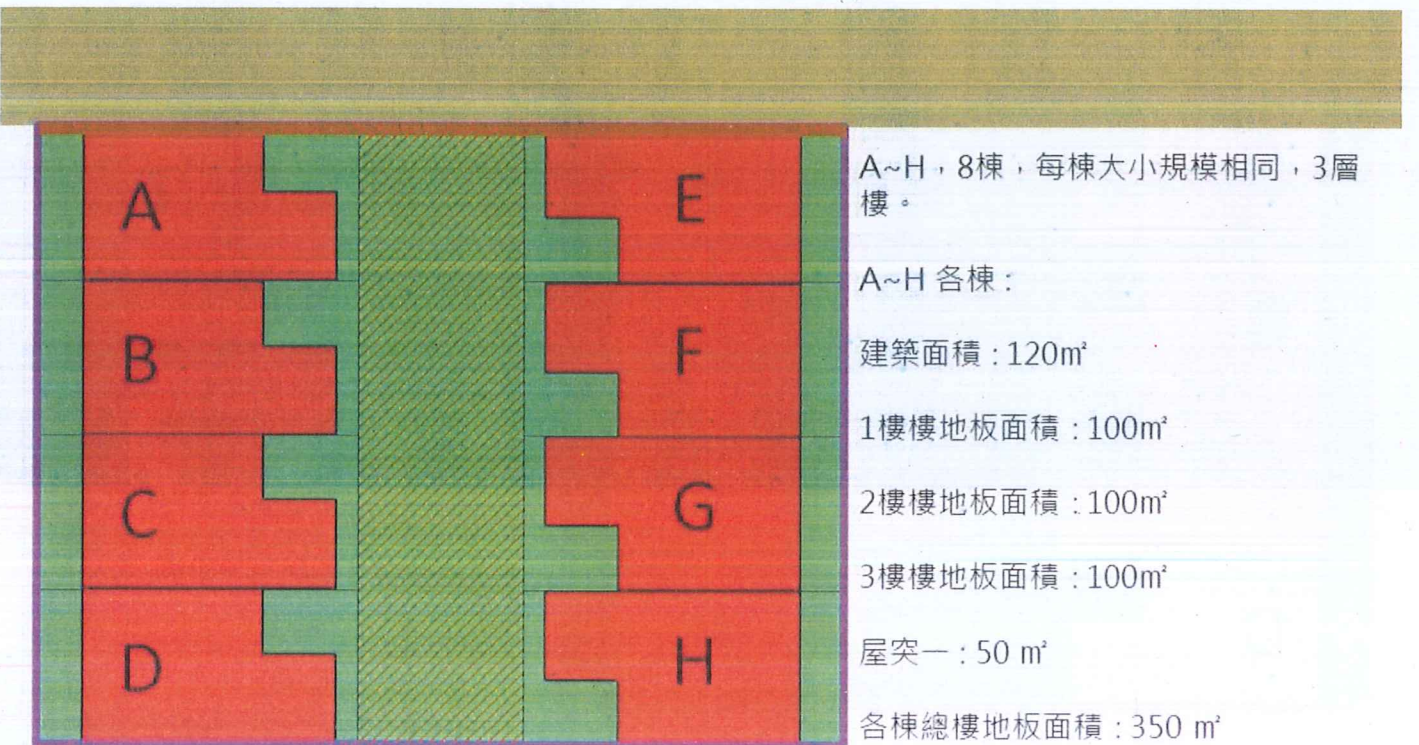 A
B
C
D
E
F
G
H
A~H，8棟，每棟大小規模相同，3層
樓。
A~H 各棟：
建築面積：120㎡
1樓樓地板面積：100㎡
2樓樓地板面積：100㎡
3樓樓地板面積：100㎡
屋突一：50 ㎡
各棟總樓地板面積：350 ㎡